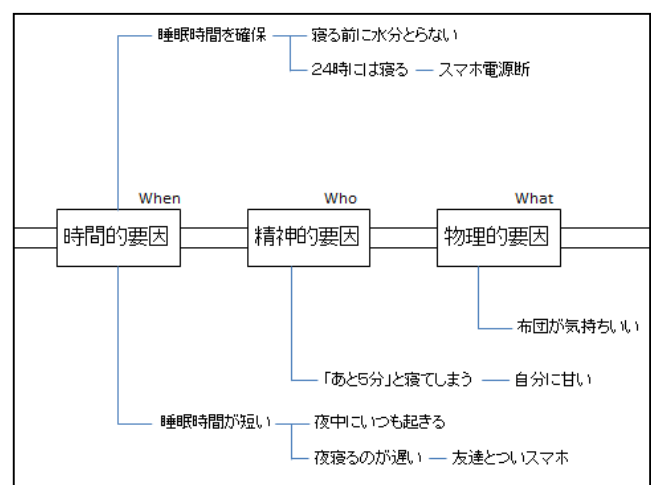 睡眠時間を確保
寝る前に水分とらない
24時には寝る
スマホ電源断
When
Who
What
時間的要因
精神的要因
物理的要因
布団が気持ちいい
「あと5分」と寝てしまう
自分に甘い
睡眠時間が短い
夜中にいつも起きる
夜寝るのが遅い
友達とついスマホ